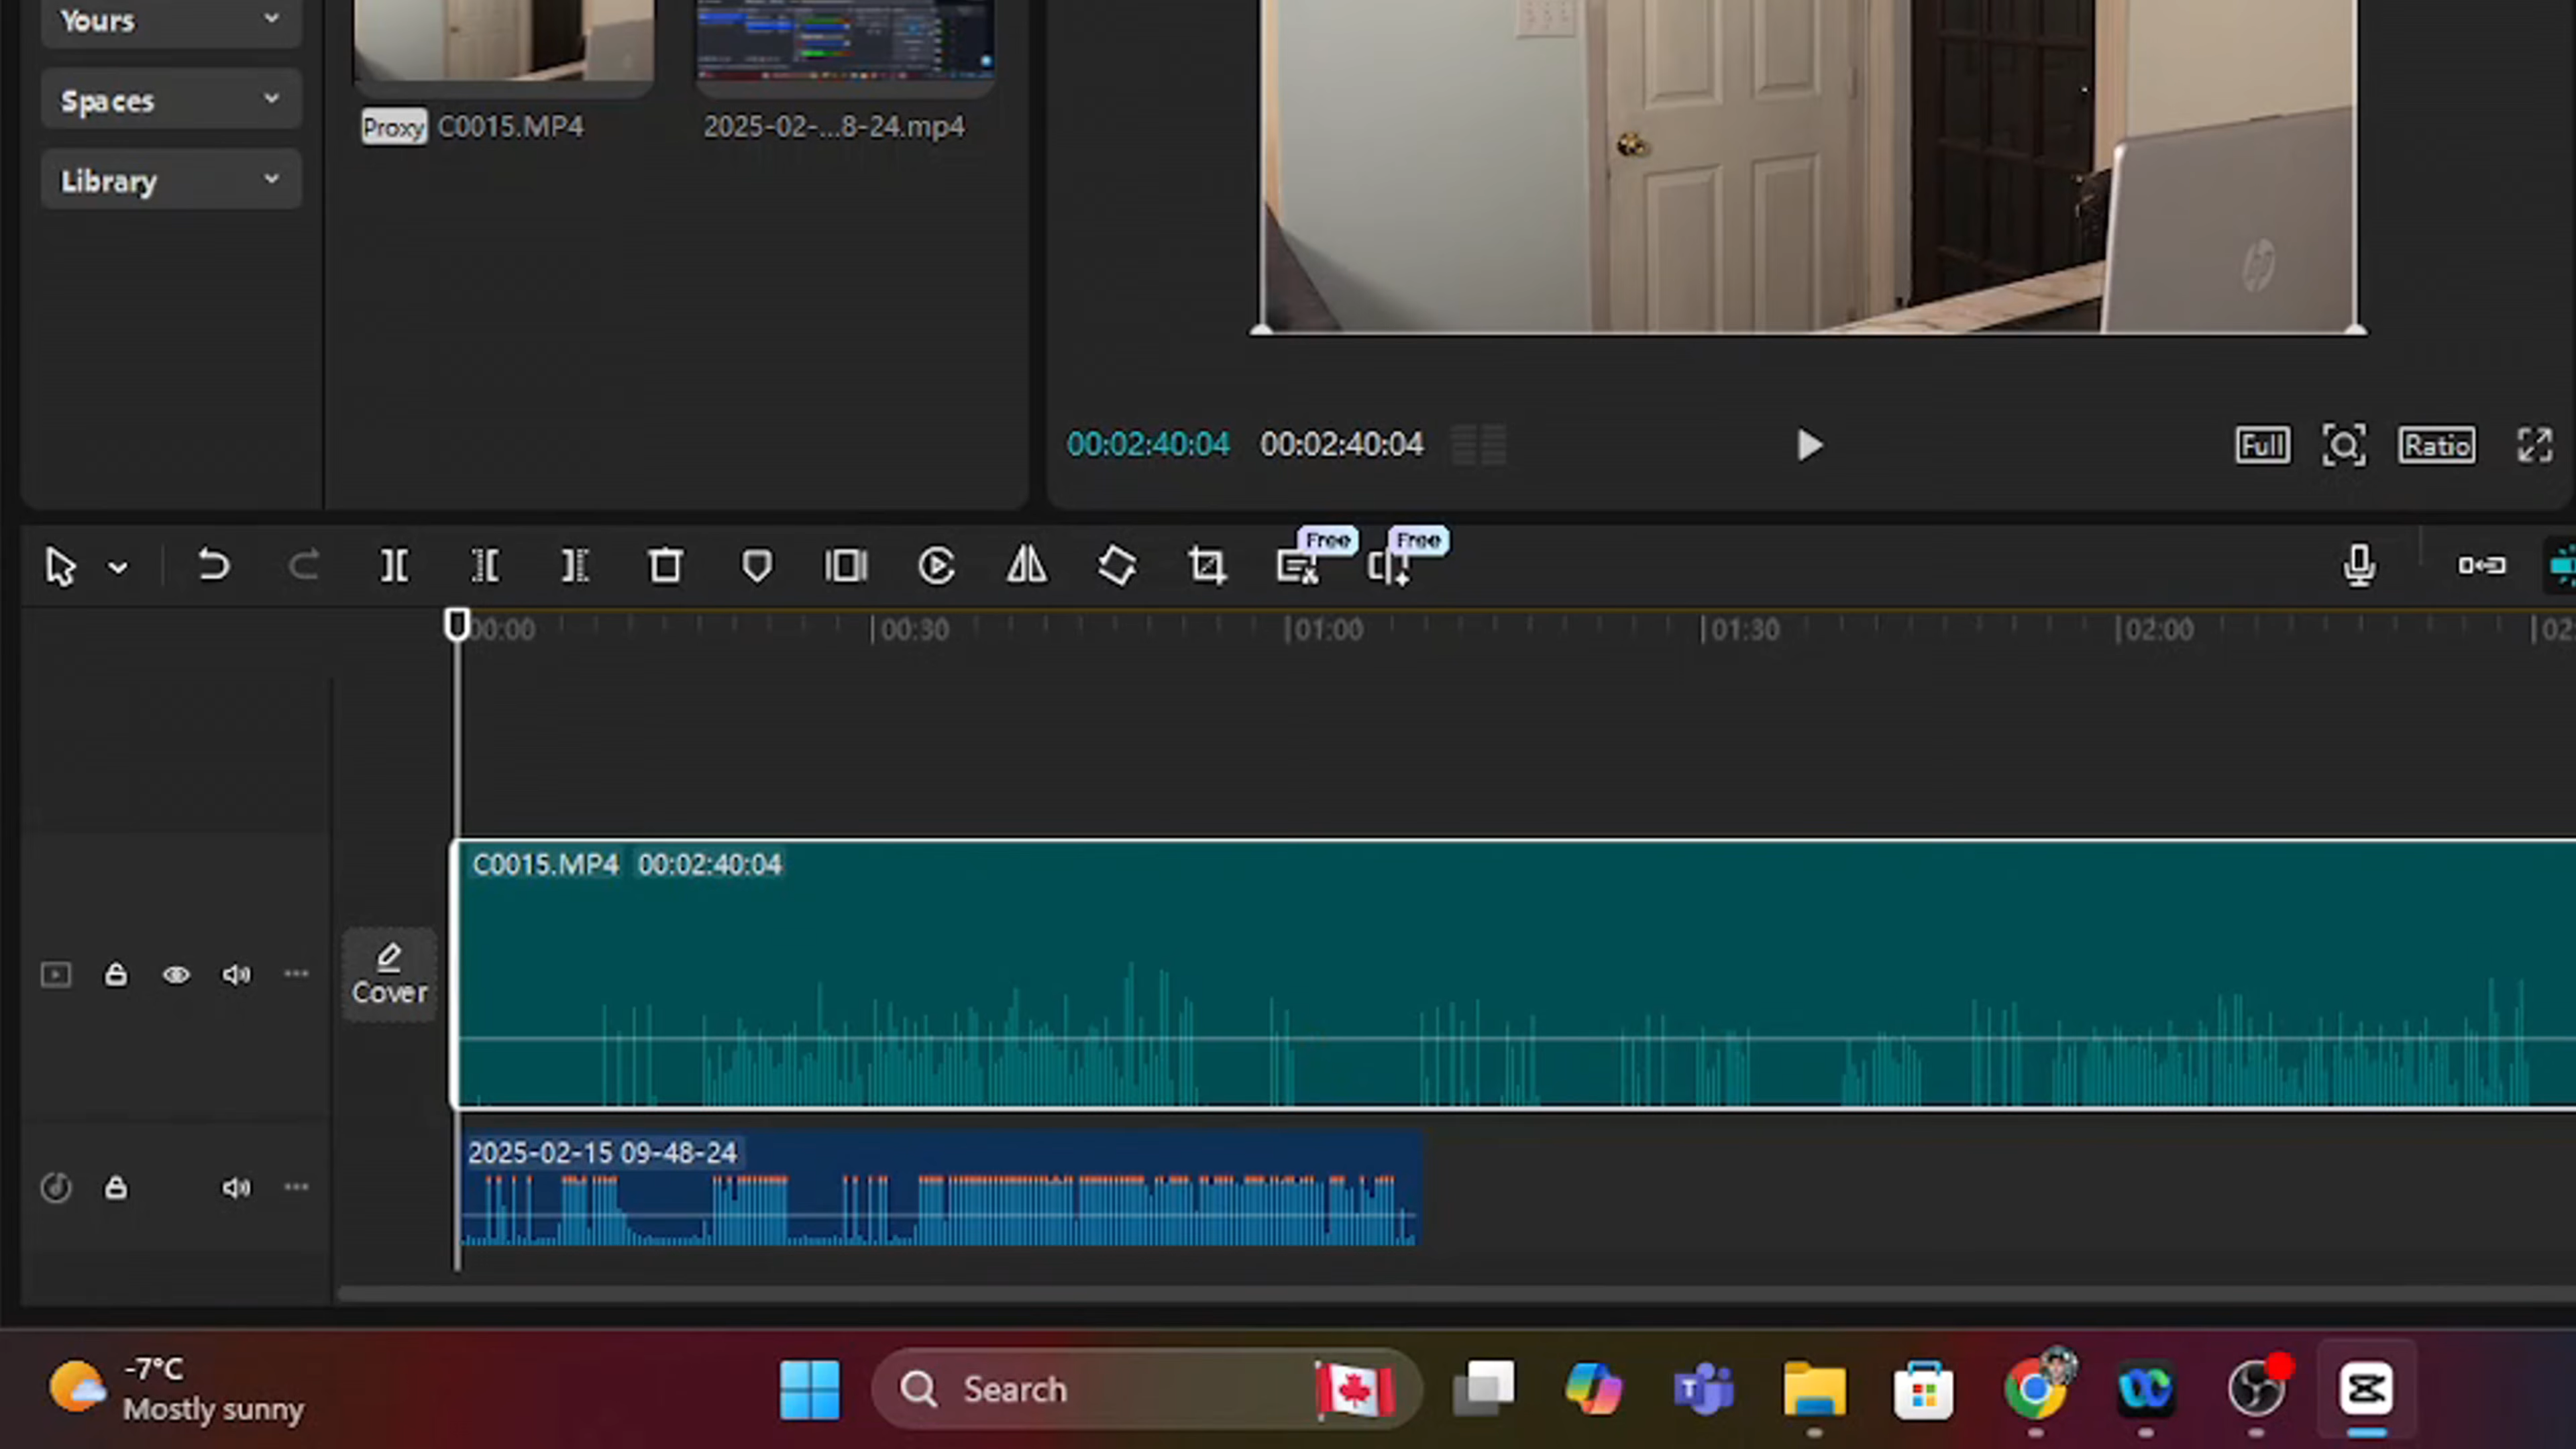 Yours
Spaces
Library
Proxy C0015.MP4
2025-02-...8-24.mp4
hp
00:02:40:04 00:02:40:04
Full
Ratio
Free
Free
00:00
00:30
01:00
01:30
02:00
02:
C0015.MP4 00:02:40:04
Cover
2025-02-15 09-48-24
-7°C
Mostly sunny
Search
T